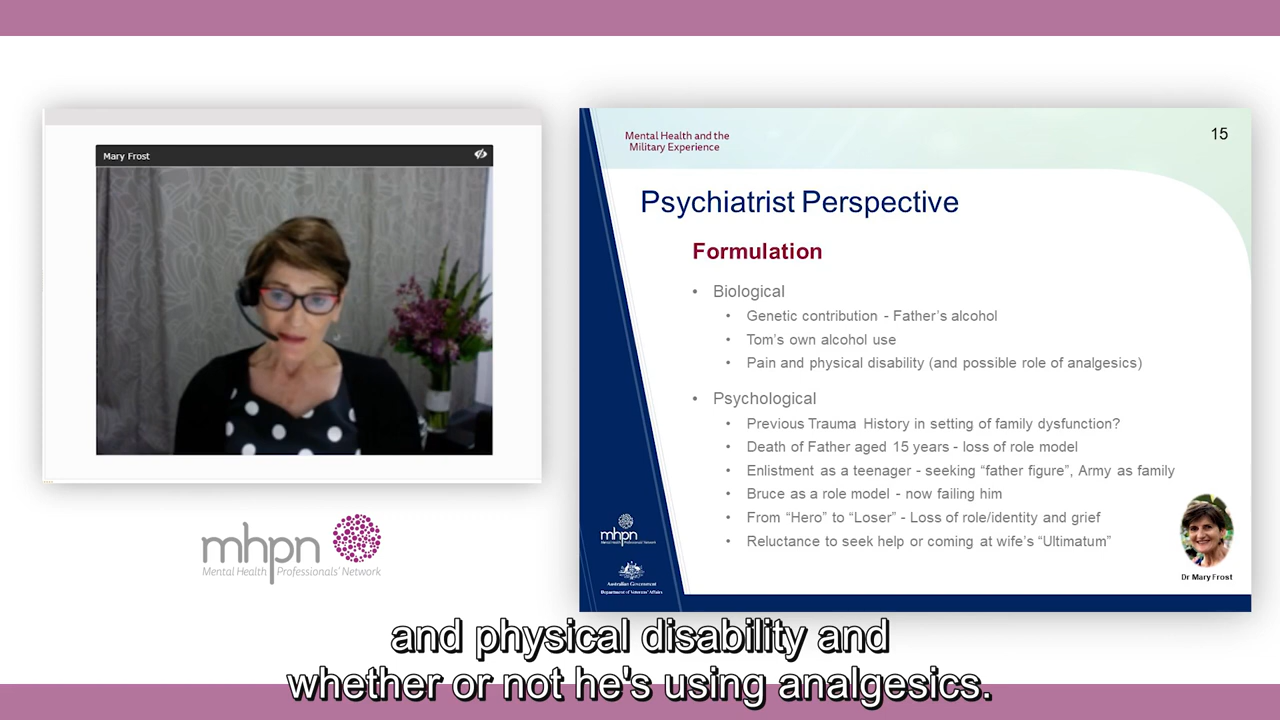 Mary Frost
mhpn
Mental Health Professionals' Network
Mental Health and the
Military Experience
15
Psychiatrist Perspective
Formulation
• Biological
• Genetic contribution - Father's alcohol
• Tom's own alcohol use
• Pain and physical disability (and possible role of analgesics)
• Psychological
• Previous Trauma History in setting of family dysfunction?
• Death of Father aged 15 years - loss of role model
• Enlistment as a teenager - seeking “father figure”, Army as family
• Bruce as a role model - now failing him
• From “Hero” to “Loser” - Loss of role/identity and grief
• Reluctance to seek help or coming at wife's “Ultimatum”
mhpn
Mental Health Professionals' Network
Australian Government
Department of Veterans' Affairs
Dr Mary Frost
and physical disability and
whether or not he's using analgesics.